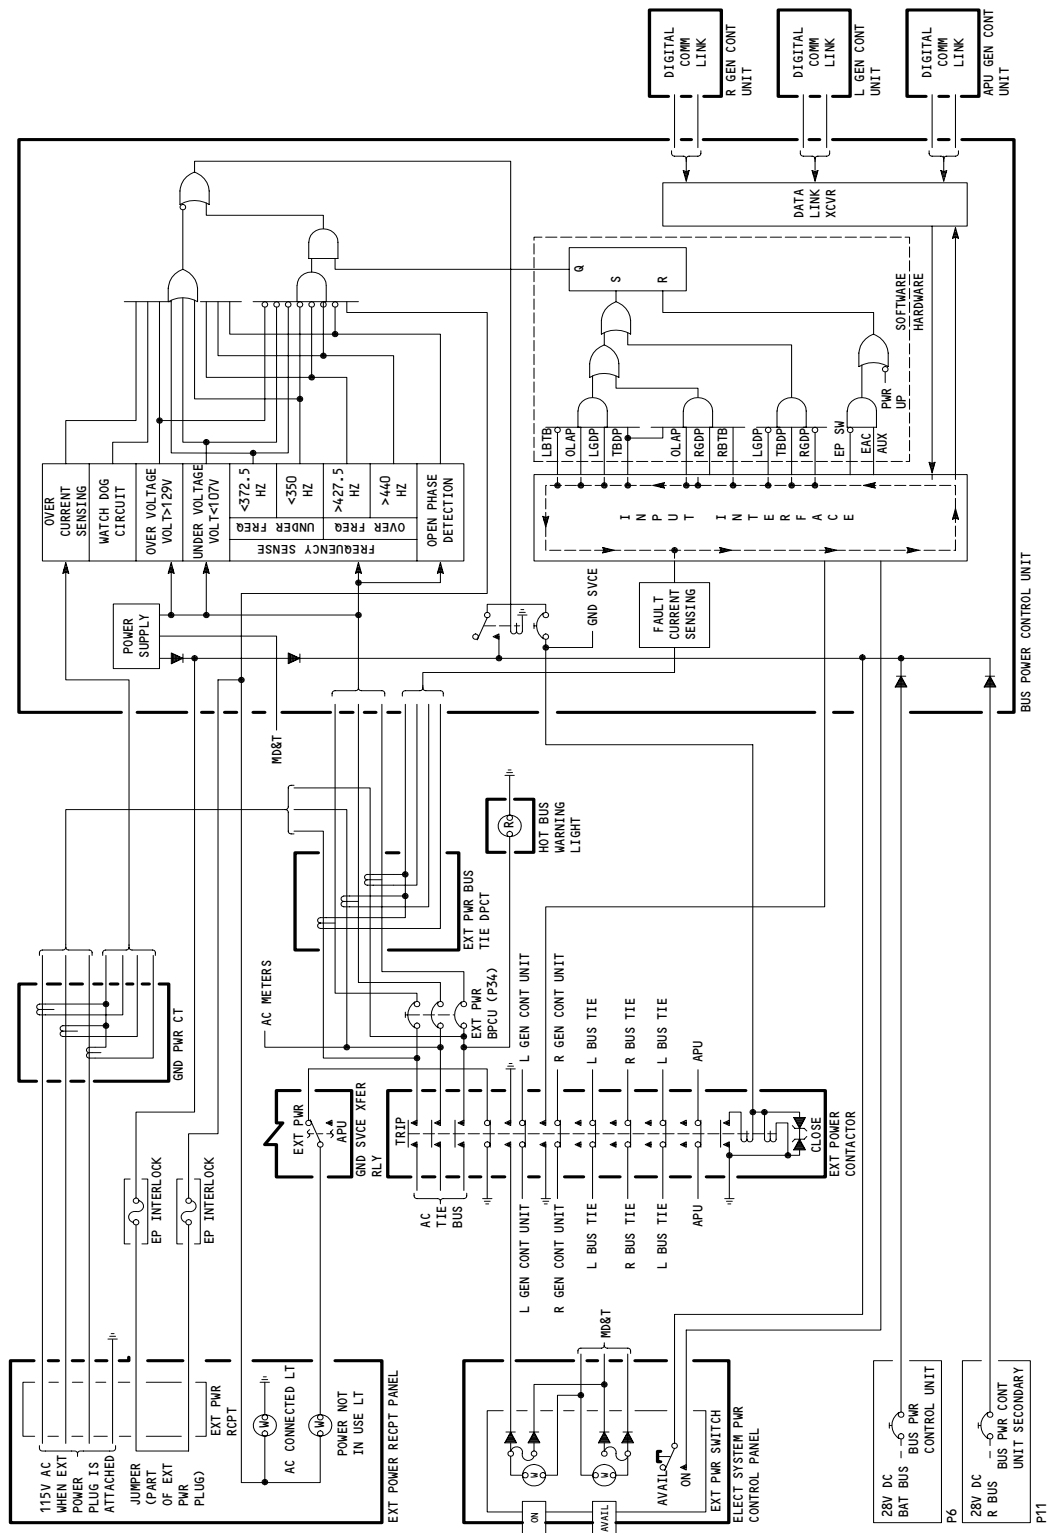 115V AC
WHEN EXT
POWER
PLUG IS
ATTACHED
JUMPER
(PART
OF EXT
PWR
PLUG)
EXT PWR
RCPT
AC CONNECTED LT
W
POWER NOT
IN USE LT
W
EXT POWER RECPT PANEL
EP INTERLOCK
EP INTERLOCK
GND PWR CT
MD&T
POWER
SUPPLY
OVER
CURRENT
SENSING
WATCH DOG
CIRCUIT
OVER VOLTAGE
VOLT>129V
UNDER VOLTAGE
VOLT<107V
FREQUENCY SENSE
UNDER FREQ
OVER FREQ
<372.5
HZ
<350
HZ
>427.5
HZ
>440
HZ
OPEN PHASE
DETECTION
EXT PWR
APU
GND SVCE XFER
RLY
AC METERS
EXT PWR
BPCU (P34)
EXT PWR BUS
TIE DPCT
R
HOT BUS
WARNING
LIGHT
GND SVCE
FAULT
CURRENT
SENSING
AC
TIE
BUS
TRIP
L GEN CONT UNIT
R GEN CONT UNIT
L BUS TIE
R BUS TIE
L BUS TIE
APU
L GEN CONT UNIT
R GEN CONT UNIT
L BUS TIE
R BUS TIE
L BUS TIE
APU
CLOSE
EXT POWER
CONTACTOR
ON
AVAIL
W
W
MD&T
AVAIL
ON
EXT PWR SWITCH
ELECT SYSTEM PWR
CONTROL PANEL
INPUT INTERFACE
LBTB
OLAP
LGDP
TBDP
OLAP
RGDP
RBTB
LGDP
TBDP
RGDP
EP SW
EAC
AUX
PWR
UP
Q
S
R
SOFTWARE
HARDWARE
DATA
LINK
XCVR
DIGITAL
COMM
LINK
R GEN CONT
UNIT
DIGITAL
COMM
LINK
L GEN CONT
UNIT
DIGITAL
COMM
LINK
APU GEN CONT
UNIT
BUS POWER CONTROL UNIT
28V DC
BAT BUS
BUS PWR
CONTROL UNIT
P6
28V DC
R BUS
BUS PWR CONT
UNIT SECONDARY
P11